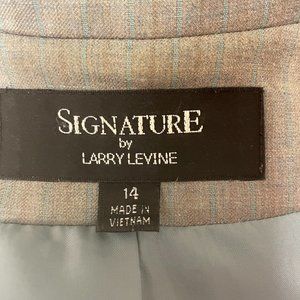 SIGNATURE
by
LARRY LEVINE
14
MADE IN
VIETNAM